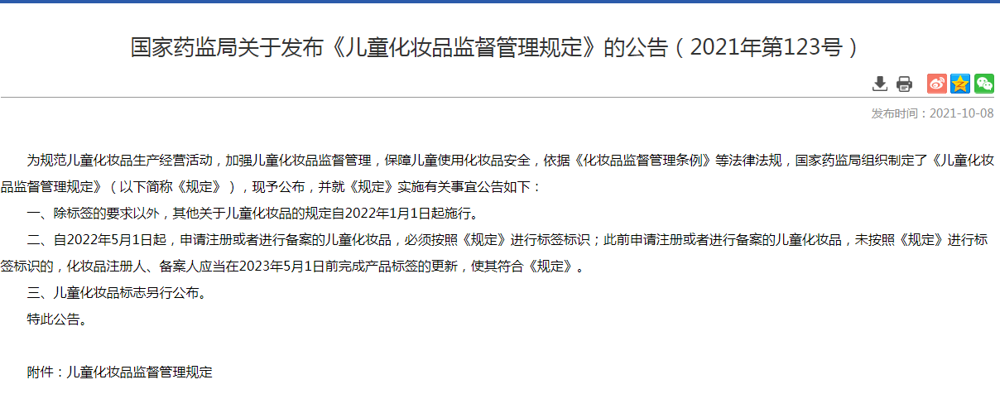 国家药监局关于发布《儿童化妆品监督管理规定》的公告（2021年第123号）
发布时间：2021-10-08
为规范儿童化妆品生产经营活动，加强儿童化妆品监督管理，保障儿童使用化妆品安全，依据《化妆品监督管理条例》等法律法规，国家药监局组织制定了《儿童化妆
品监督管理规定》（以下简称《规定》），现予公布，并就《规定》实施有关事宜公告如下：
一、除标签的要求以外，其他关于儿童化妆品的规定自2022年1月1日起施行。
二、自2022年5月1日起，申请注册或者进行备案的儿童化妆品，必须按照《规定》进行标签标识；此前申请注册或者进行备案的儿童化妆品，未按照《规定》进行标
签标识的，化妆品注册人、备案人应当在2023年5月1日前完成产品标签的更新，使其符合《规定》。
三、儿童化妆品标志另行公布。
特此公告。
附件：儿童化妆品监督管理规定